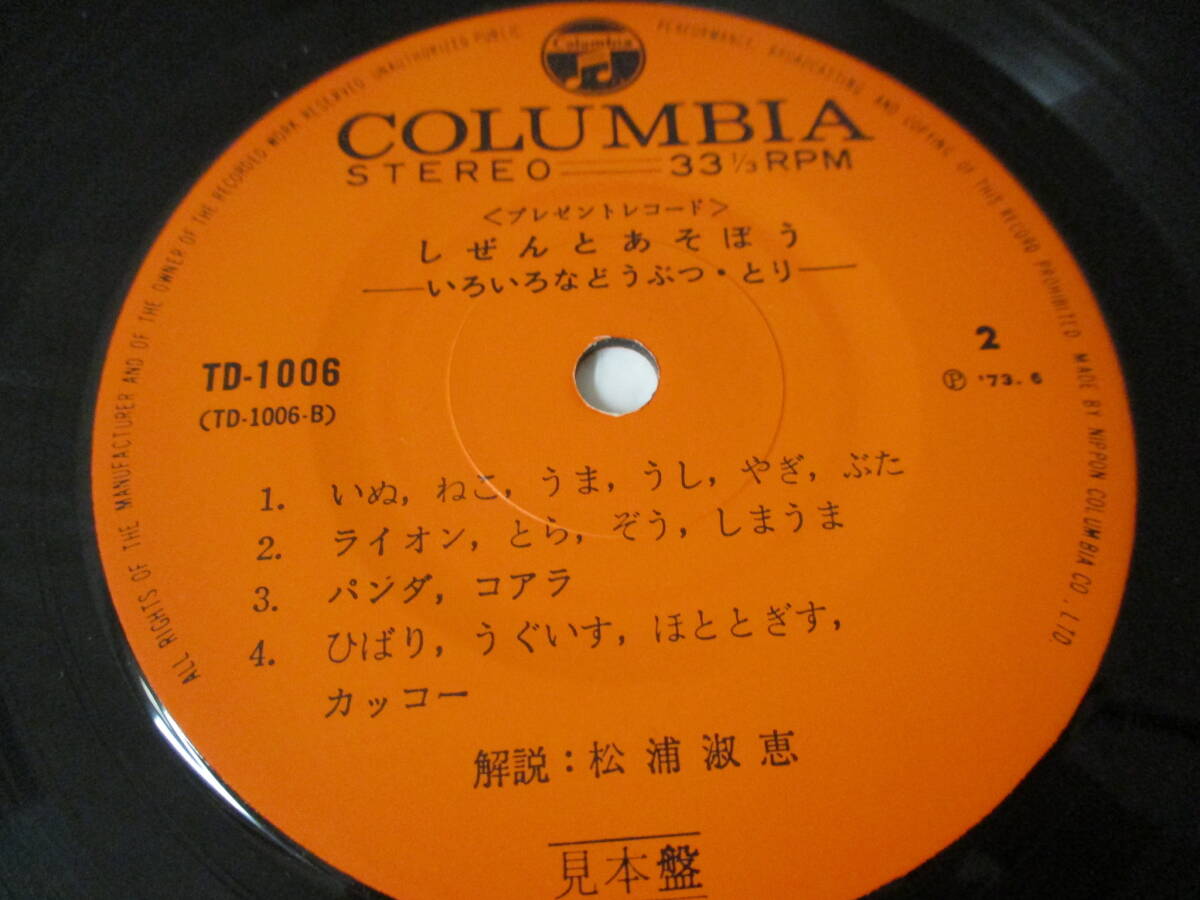 Columbia
COLUMBIA
STEREO 33 1/3 RPM
<プレゼントレコード>
しぜんとあそぼう
―いろいろなどうぶつ・とり―
TD-1006
(TD-1006-B)
2
Ⓟ '73. 6
1. いぬ, ねこ, うま, うし, やぎ, ぶた
2. ライオン, とら, ぞう, しまうま
3. パンダ, コアラ
4. ひばり, うぐいす, ほととぎす,
カッコー
解説:松浦淑恵
見本盤
ALL RIGHTS OF THE MANUFACTURER AND OF THE OWNER OF THE RECORDED WORK RESERVED. UNAUTHORIZED PUBLIC PERFORMANCE, BROADCASTING AND COPYING OF THIS RECORD PROHIBITED. MADE BY NIPPON COLUMBIA CO., LTD.